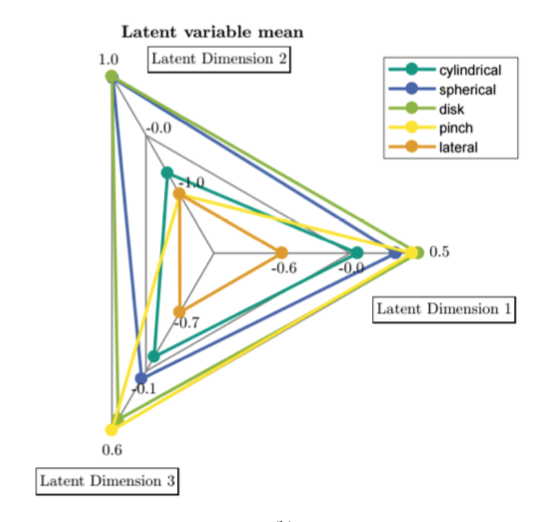 Latent variable mean
1.0
Latent Dimension 2
cylindrical
spherical
disk
pinch
lateral
-0.0
-1.0
0.5
-0.6
-0.0
Latent Dimension 1
-0.7
-0.1
0.6
Latent Dimension 3